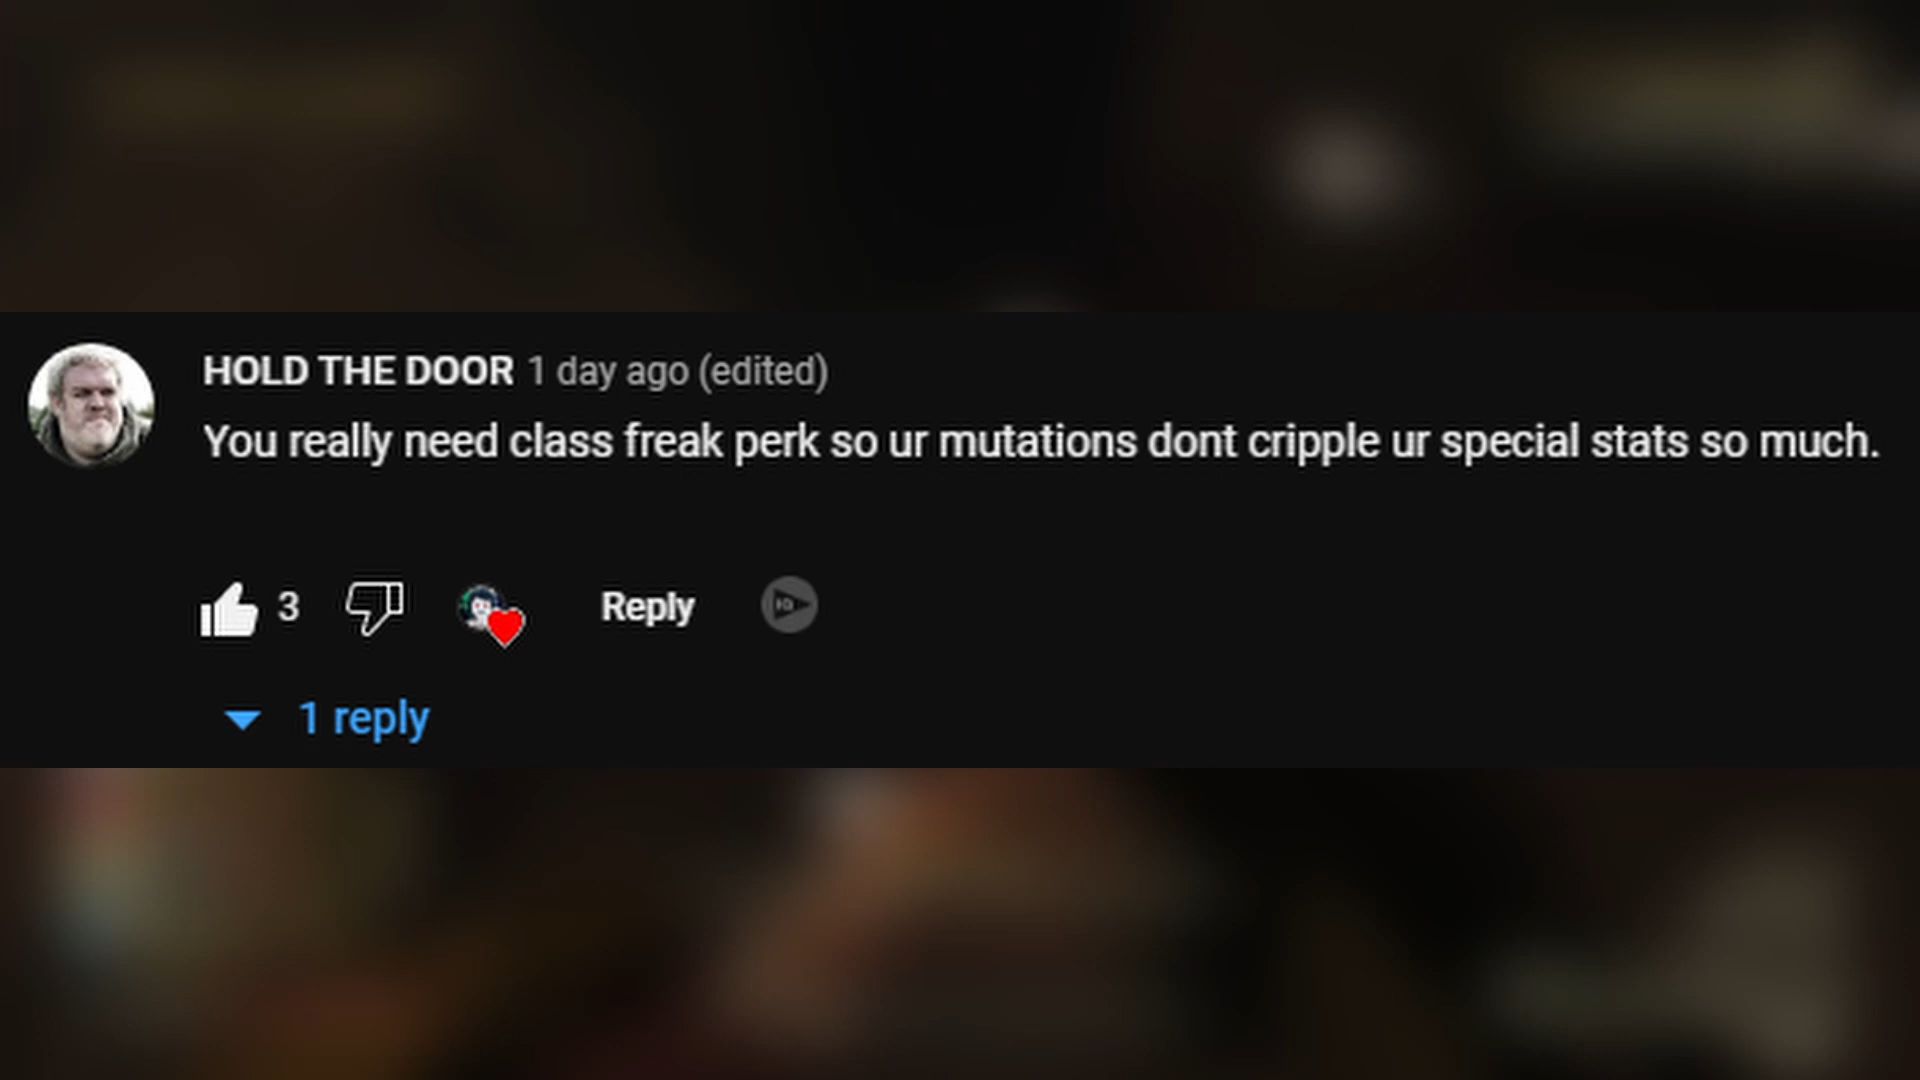 HOLD THE DOOR 1 day ago (edited)
You really need class freak perk so ur mutations dont cripple ur special stats so much.
3 Reply
1 reply